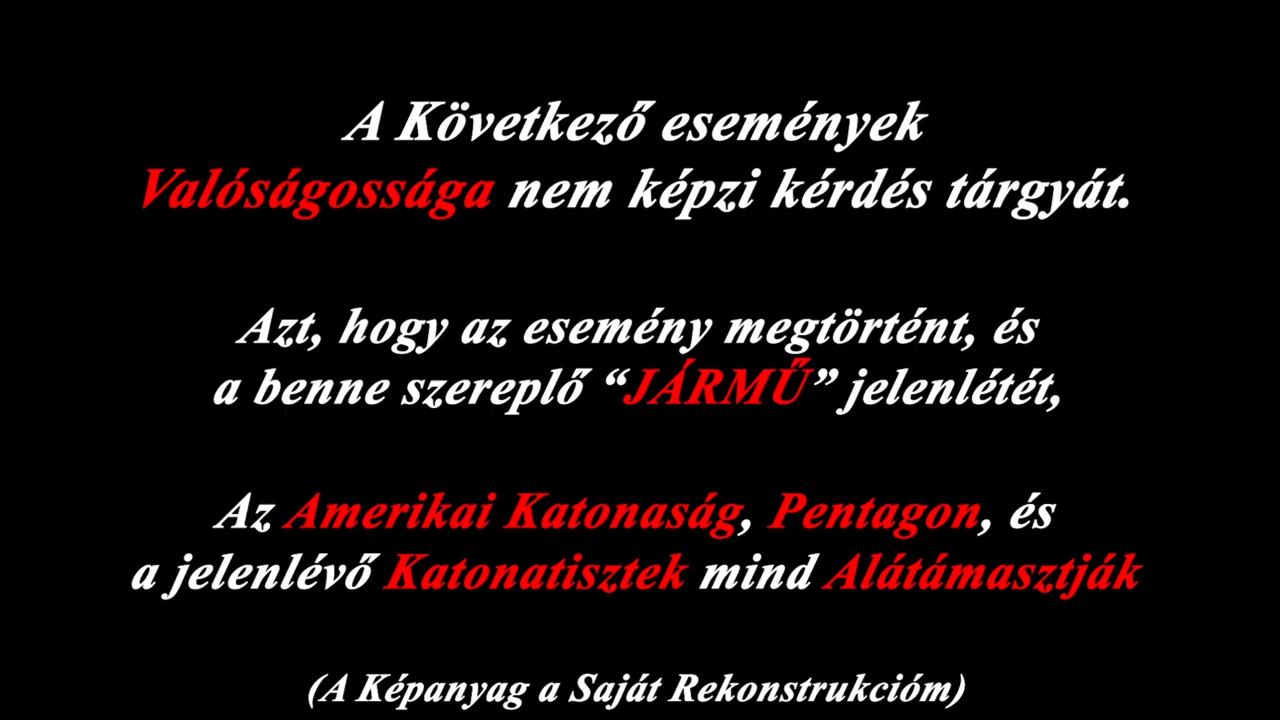 A Következő események
Valóságossága nem képzi kérdés tárgyát.
Azt, hogy az esemény megtörtént, és
a benne szereplő “JÁRMŰ” jelenlétét,
Az Amerikai Katonaság, Pentagon, és
a jelenlévő Katonatisztek mind Alátámasztják
(A Képanyag a Saját Rekonstrukcióm)